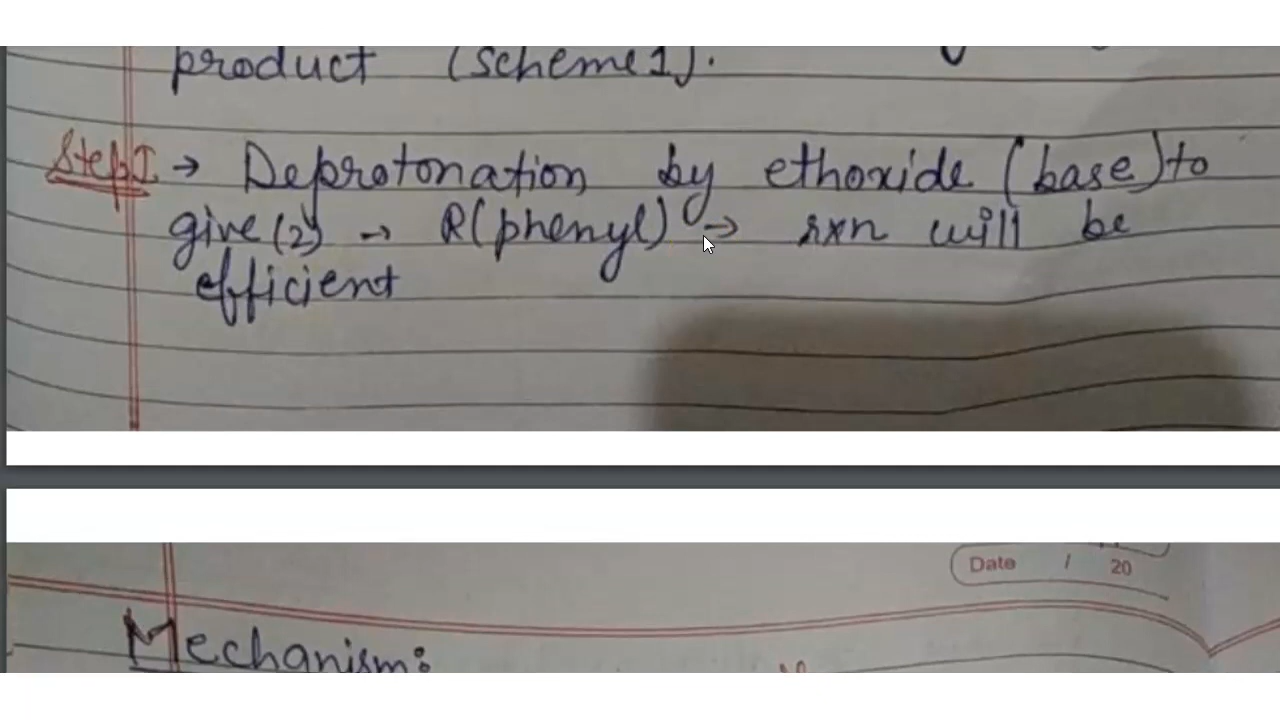 product (scheme 1).
Step I → Deprotonation by ethoxide (base) to
give (2) → R(phenyl) → rxn will be
efficient
Date / 20
Mechanism: